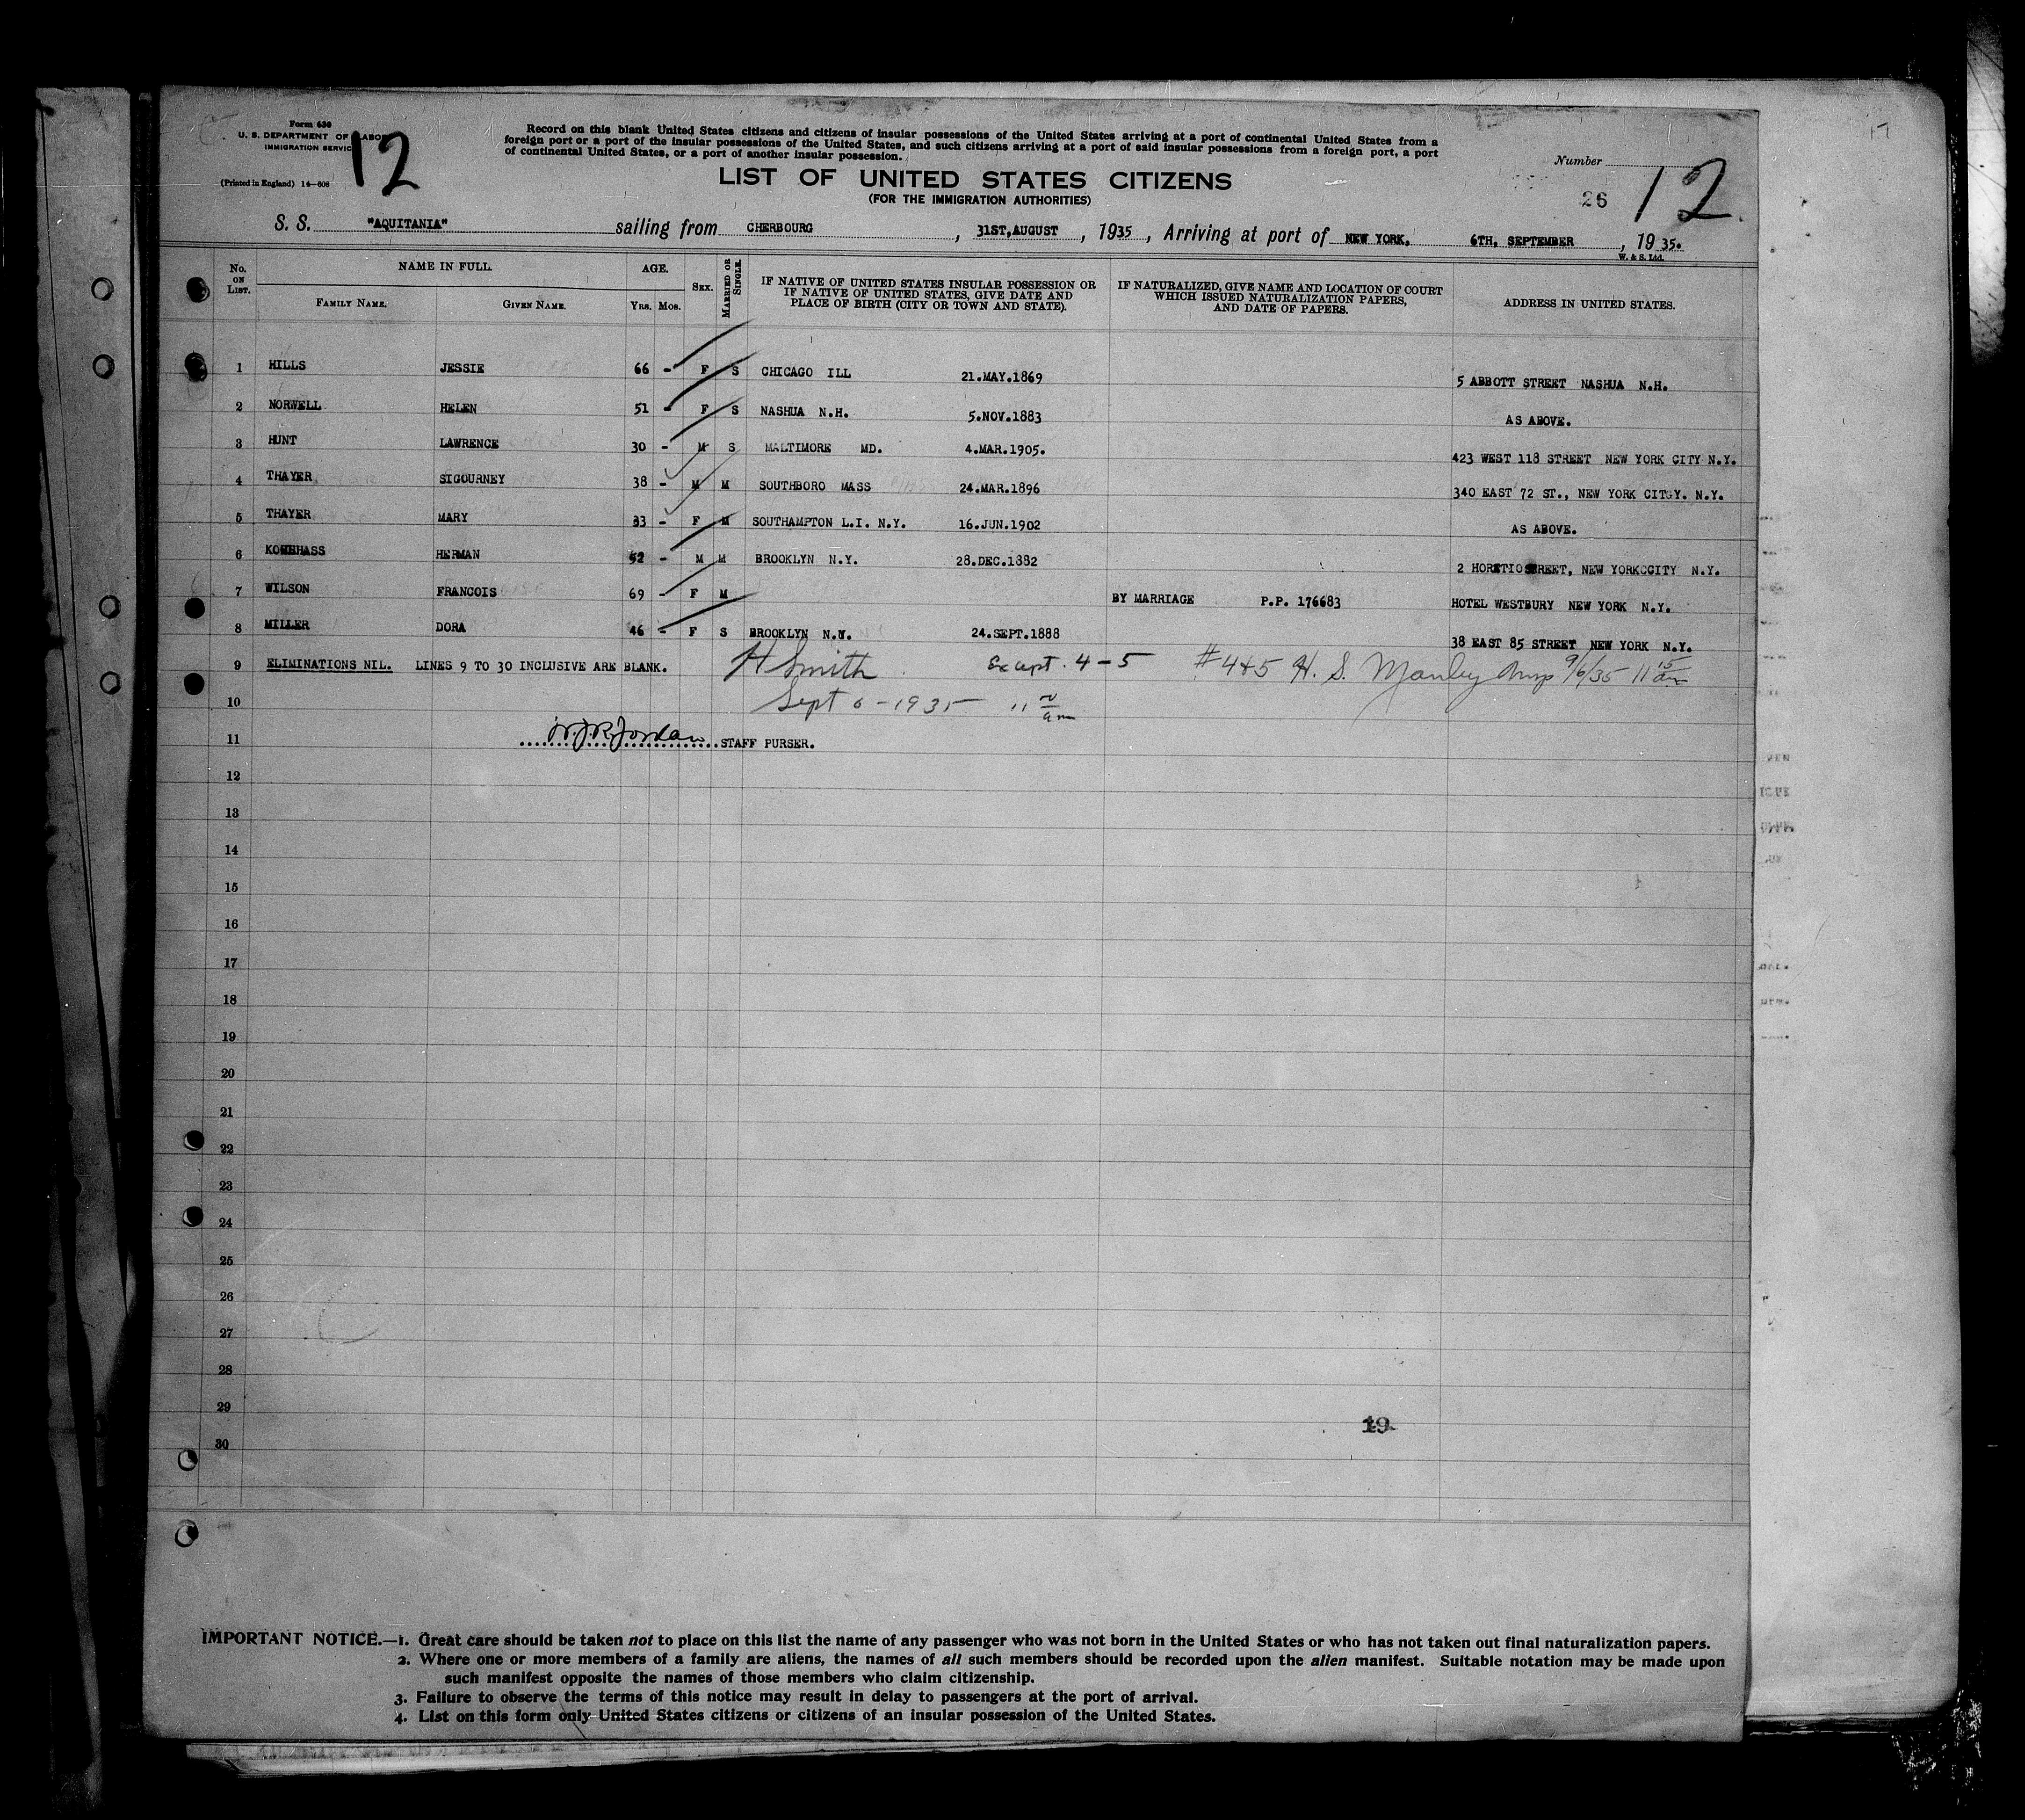 Form 630
U. S. DEPARTMENT OF LABOR
IMMIGRATION SERVICE
(Printed in England) 14—608
12
Record on this blank United States citizens and citizens of insular possessions of the United States arriving at a port of continental United States from a
foreign port or a port of the insular possessions of the United States, and such citizens arriving at a port of said insular possessions from a foreign port, a port
of continental United States, or a port of another insular possession.
Number
26 12
LIST OF UNITED STATES CITIZENS
(FOR THE IMMIGRATION AUTHORITIES)
S. S. "AQUITANIA" sailing from CHERBOURG, 31ST, AUGUST, 1935, Arriving at port of NEW YORK, 6TH, SEPTEMBER, 1935.
W. & S. Ltd.
No. ON LIST. NAME IN FULL. AGE. SEX. MARRIED OR SINGLE. IF NATIVE OF UNITED STATES INSULAR POSSESSION OR IF NATIVE OF UNITED STATES, GIVE DATE AND PLACE OF BIRTH (CITY OR TOWN AND STATE). IF NATURALIZED, GIVE NAME AND LOCATION OF COURT WHICH ISSUED NATURALIZATION PAPERS, AND DATE OF PAPERS. ADDRESS IN UNITED STATES.
FAMILY NAME. GIVEN NAME. Yrs. Mos.
1 HILLS JESSIE 66 - F S CHICAGO ILL 21.MAY.1869 5 ABBOTT STREET NASHUA N.H.
2 NORWELL HELEN 51 - F S NASHUA N.H. 5.NOV.1883 AS ABOVE.
3 HUNT LAWRENCE 30 - M S MALTIMORE MD. 4.MAR.1905. 423 WEST 118 STREET NEW YORK CITY N.Y.
4 THAYER SIGOURNEY 38 - M M SOUTHBORO MASS 24.MAR.1896 340 EAST 72 ST., NEW YORK CITY. N.Y.
5 THAYER MARY 33 - F M SOUTHAMPTON L.I. N.Y. 16.JUN.1902 AS ABOVE.
6 HERMAN 52 - M M BROOKLYN N.Y. 28.DEC.1882 2 HORETIO STREET, NEW YORKCCITY N.Y.
7 WILSON FRANCOIS 69 - F M BY MARRIAGE P.P. 176683 HOTEL WESTBURY NEW YORK N.Y.
8 MILLER DORA 46 - F S BROOKLYN N.Y. 24.SEPT.1888 38 EAST 85 STREET NEW YORK N.Y.
9 ELIMINATIONS NIL. LINES 9 TO 30 INCLUSIVE ARE BLANK. H Smith Except. 4-5 #4&5 H. S. Manley Insp 9/6/35 11 15 am
10 Sept 6-1935 11 am
11 W.J.R.Jordan STAFF PURSER.
12
13
14
15
16
17
18
19
20
21
22
23
24
25
26
27
28
29
19
30
IMPORTANT NOTICE.—1. Great care should be taken not to place on this list the name of any passenger who was not born in the United States or who has not taken out final naturalization papers.
2. Where one or more members of a family are aliens, the names of all such members should be recorded upon the alien manifest. Suitable notation may be made upon
such manifest opposite the names of those members who claim citizenship.
3. Failure to observe the terms of this notice may result in delay to passengers at the port of arrival.
4. List on this form only United States citizens or citizens of an insular possession of the United States.